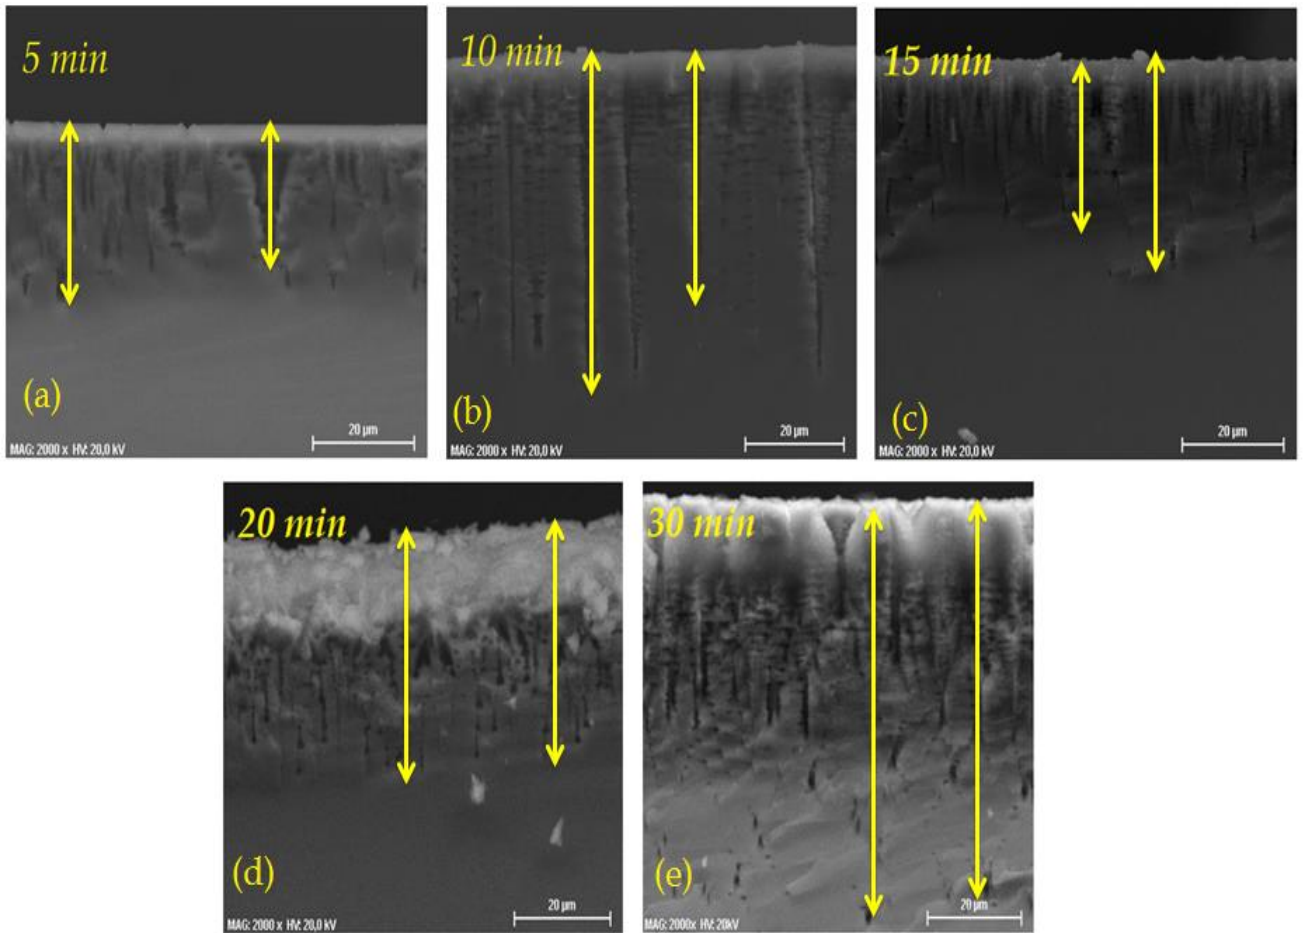 5 min
10 min
15 min
(a)
(b)
(c)
20 µm
20 µm
20 µm
MAG: 2000 x HV: 20,0 kV
MAG: 2000 x HV: 20,0 kV
MAG: 2000 x HV: 20,0 kV
20 min
30 min
(d)
(e)
20 µm
20 µm
MAG: 2000 x HV: 20,0 kV
MAG: 2000x HV: 20kV